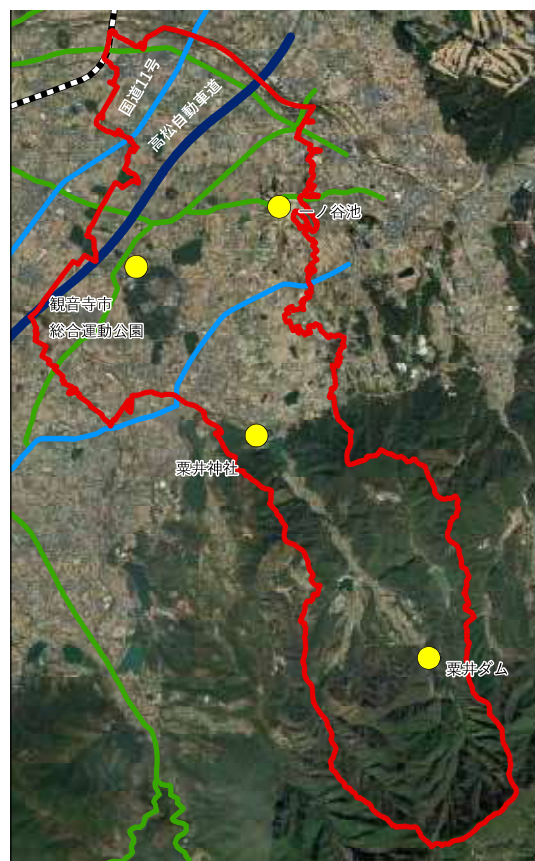 国道11号
高松自動車道
一ノ谷池
観音寺市
総合運動公園
粟井神社
粟井ダム